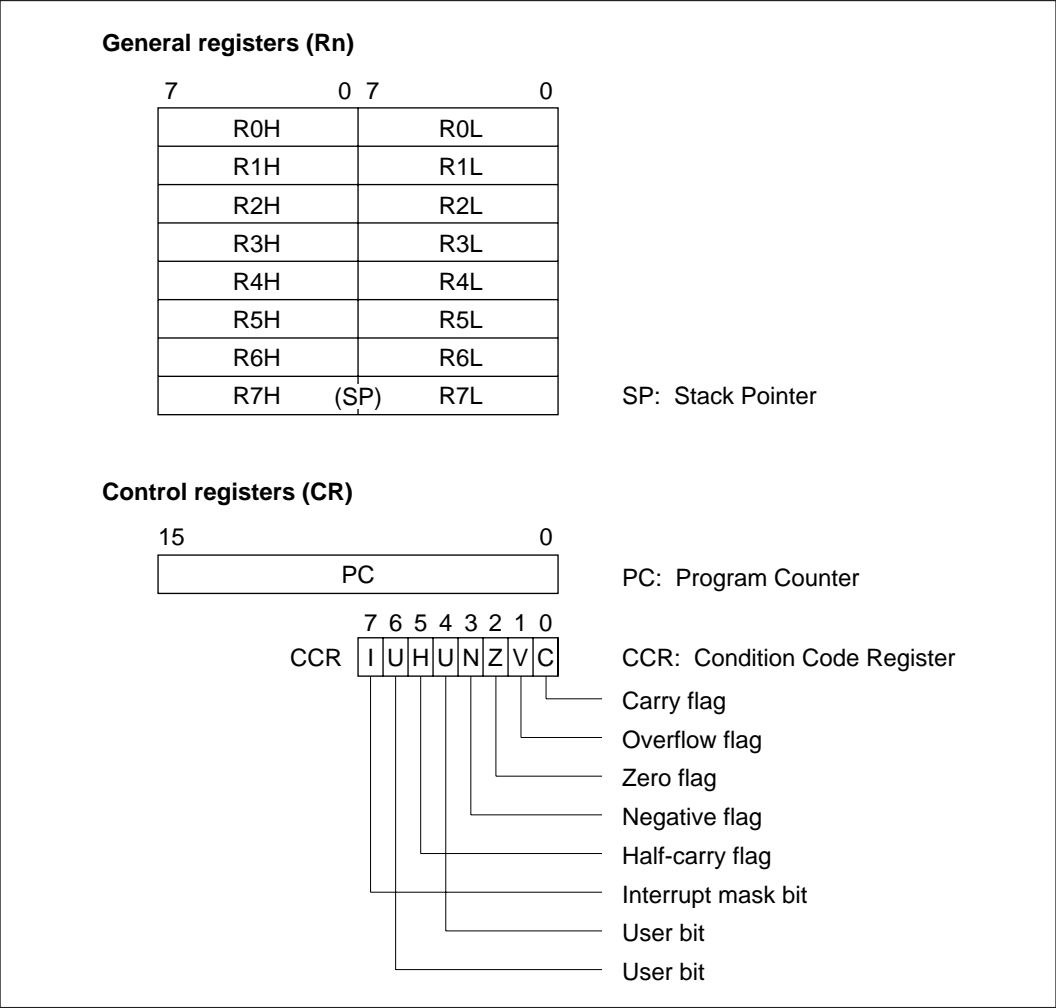 General registers (Rn)
7 0 7 0
R0H R0L
R1H R1L
R2H R2L
R3H R3L
R4H R4L
R5H R5L
R6H R6L
R7H (SP) R7L SP: Stack Pointer
Control registers (CR)
15 0
PC PC: Program Counter
7 6 5 4 3 2 1 0
CCR I U H U N Z V C CCR: Condition Code Register
Carry flag
Overflow flag
Zero flag
Negative flag
Half-carry flag
Interrupt mask bit
User bit
User bit